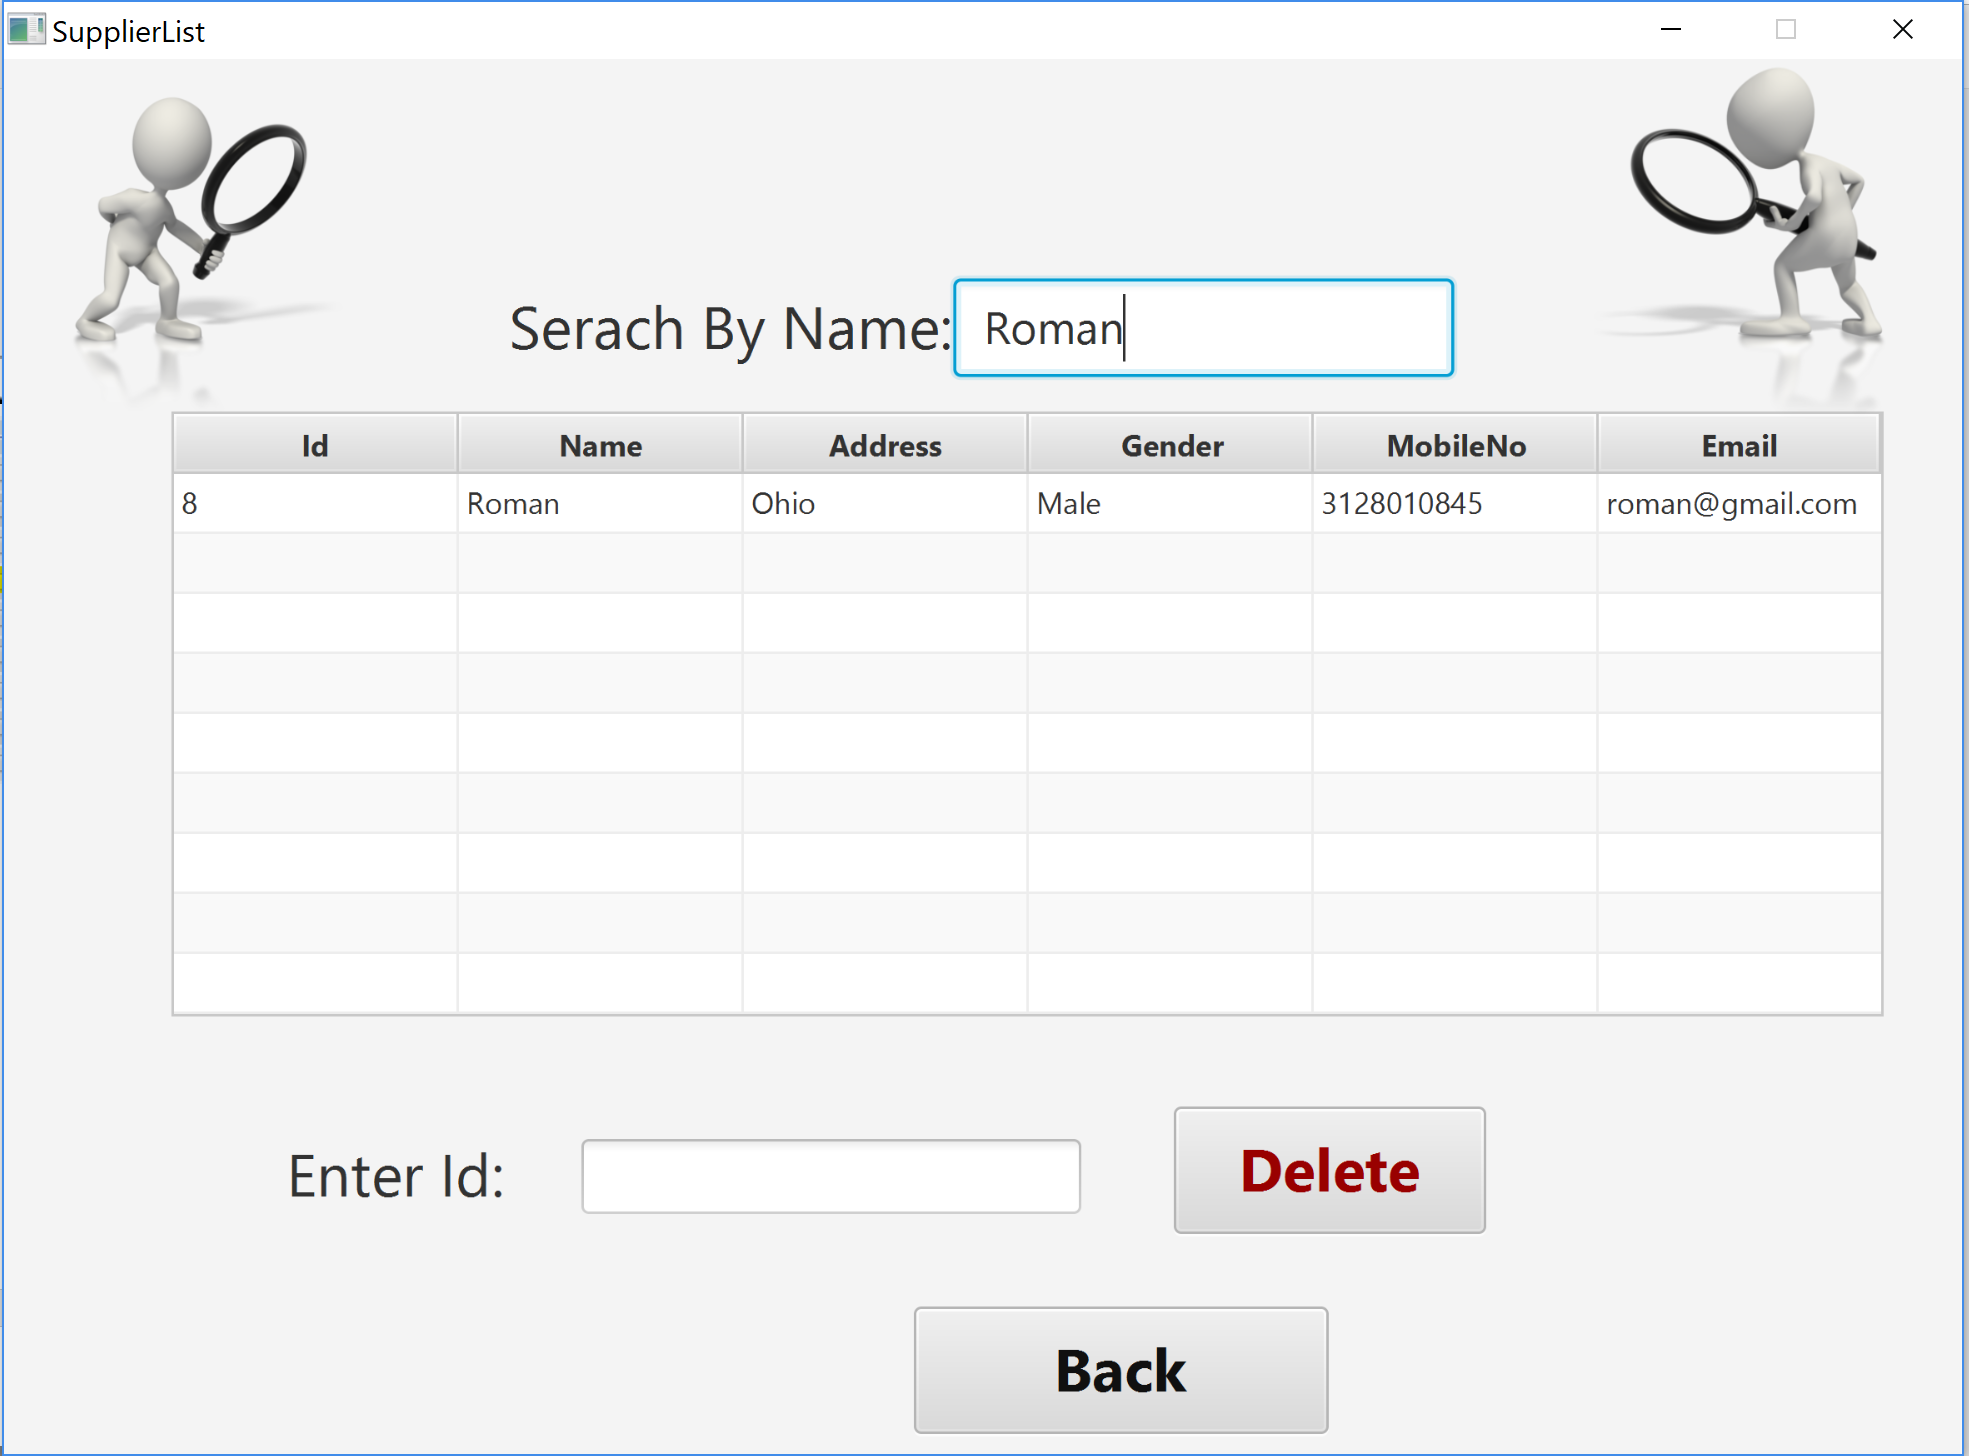 SupplierList
Serach By Name: Roman
Id Name Address Gender MobileNo Email
8 Roman Ohio Male 3128010845 roman@gmail.com
Enter Id: Delete
Back